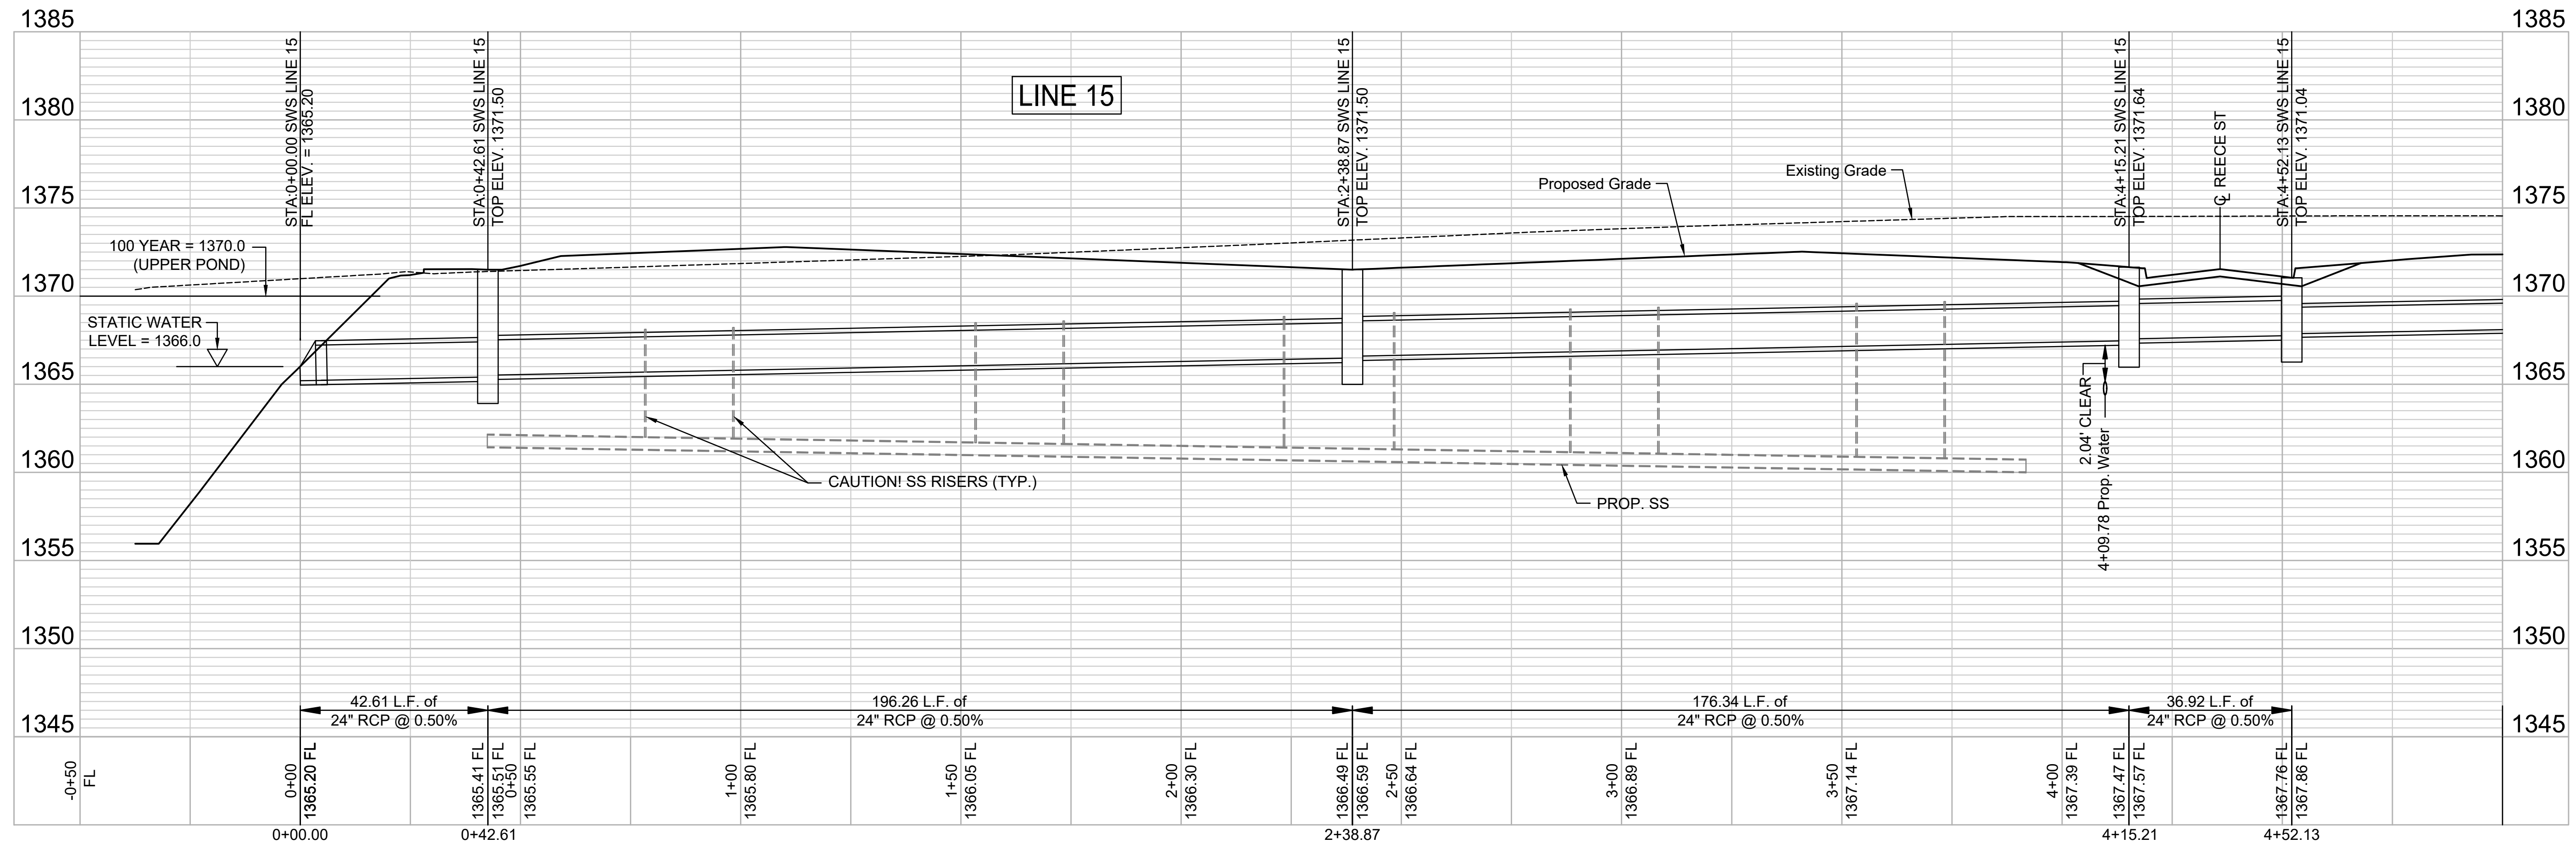 1385
1385
1380
1380
1375
1375
1370
1370
1365
1365
1360
1360
1355
1355
1350
1350
1345
1345
LINE 15
STA:0+00.00 SWS LINE 15
FL ELEV. = 1365.20
STA:0+42.61 SWS LINE 15
TOP ELEV. 1371.50
STA:2+38.87 SWS LINE 15
TOP ELEV. 1371.50
STA:4+15.21 SWS LINE 15
TOP ELEV. 1371.64
℄ REECE ST
STA:4+52.13 SWS LINE 15
TOP ELEV. 1371.04
Existing Grade
Proposed Grade
100 YEAR = 1370.0
(UPPER POND)
STATIC WATER
LEVEL = 1366.0
CAUTION! SS RISERS (TYP.)
PROP. SS
2.04' CLEAR
4+09.78 Prop. Water
42.61 L.F. of
24" RCP @ 0.50%
196.26 L.F. of
24" RCP @ 0.50%
176.34 L.F. of
24" RCP @ 0.50%
36.92 L.F. of
24" RCP @ 0.50%
-0+50
FL
0+00
1365.20 FL
1365.41 FL
1365.51 FL
0+50
1365.55 FL
1+00
1365.80 FL
1+50
1366.05 FL
2+00
1366.30 FL
1366.49 FL
1366.59 FL
2+50
1366.64 FL
3+00
1366.89 FL
3+50
1367.14 FL
4+00
1367.39 FL
1367.47 FL
1367.57 FL
1367.76 FL
1367.86 FL
0+00.00
0+42.61
2+38.87
4+15.21
4+52.13